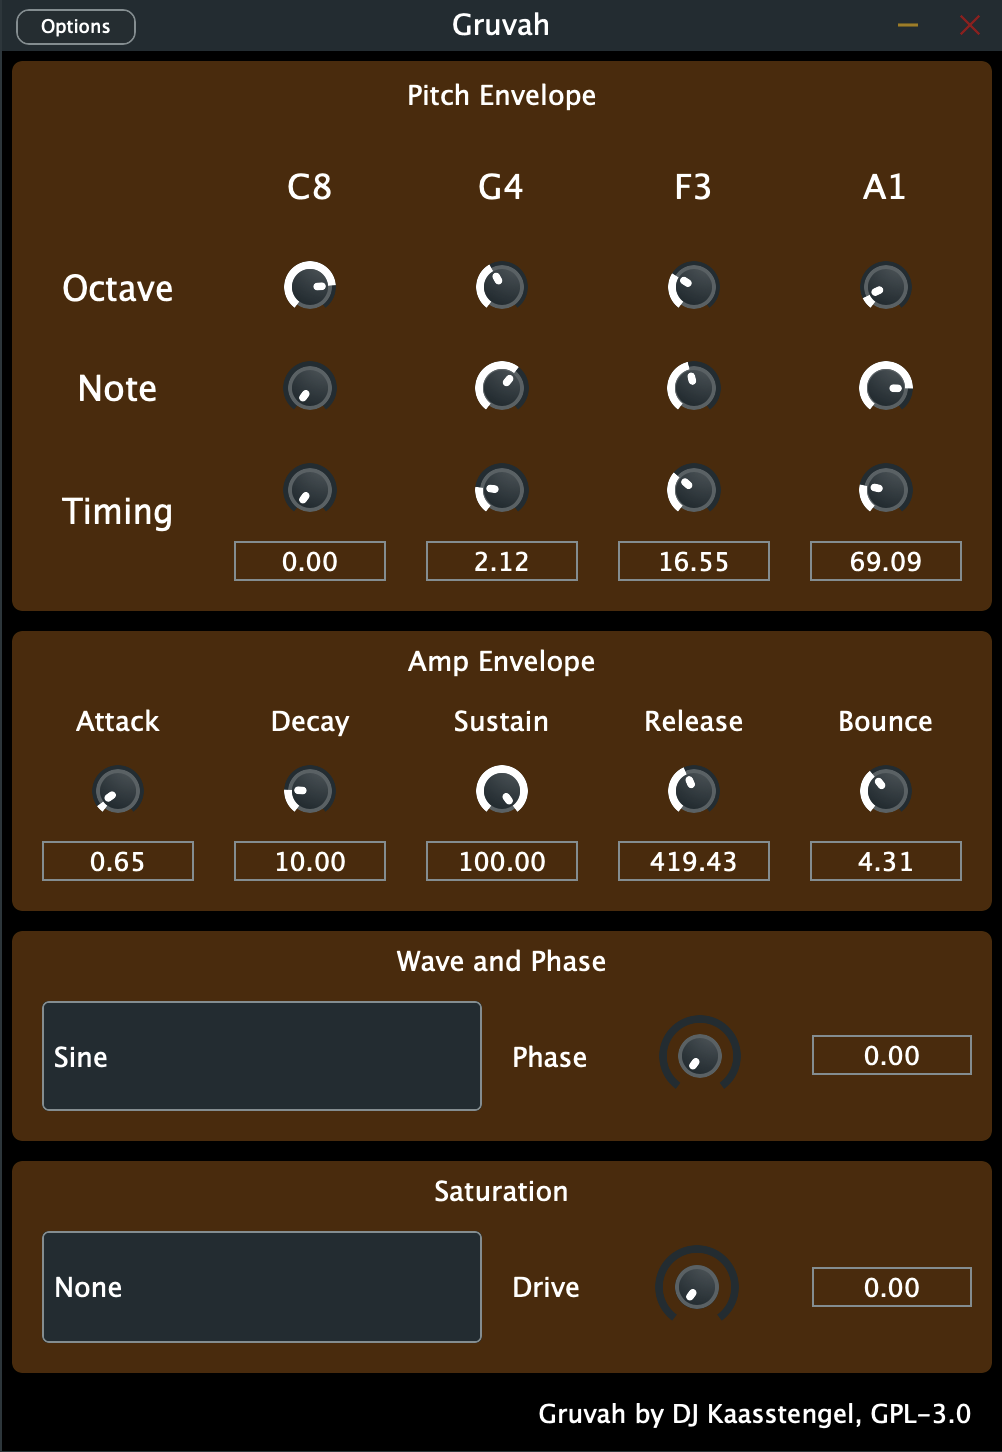 Options
Gruvah
Pitch Envelope
C8 G4 F3 A1
Octave
Note
Timing
0.00 2.12 16.55 69.09
Amp Envelope
Attack Decay Sustain Release Bounce
0.65 10.00 100.00 419.43 4.31
Wave and Phase
Sine Phase 0.00
Saturation
None Drive 0.00
Gruvah by DJ Kaasstengel, GPL-3.0